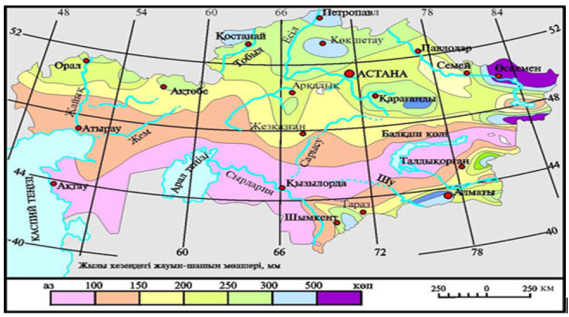 48 54 60 66 72 78 84
52 52
Петропавл
Қостанай
Тобыл
Есіл
Көкшетау
Павлодар
Орал
Семей
Өскемен
АСТАНА
Ақтөбе
Арқалық
Қарағанды
48 48
Жайық
Атырау
Жем
Жезқазған
Сарысу
Балқаш көлі
Талдықорған
44 44
Ақтау
КАСПИЙ ТЕҢІЗІ
Арал теңізі
Сырдария
Қызылорда
Шу
Алматы
Тараз
Шымкент
40 40
60 66 72 78
Жылы кезеңдегі жауын-шашын мөлшері, мм
аз 100 150 200 250 300 500 көп
250 0 250 км